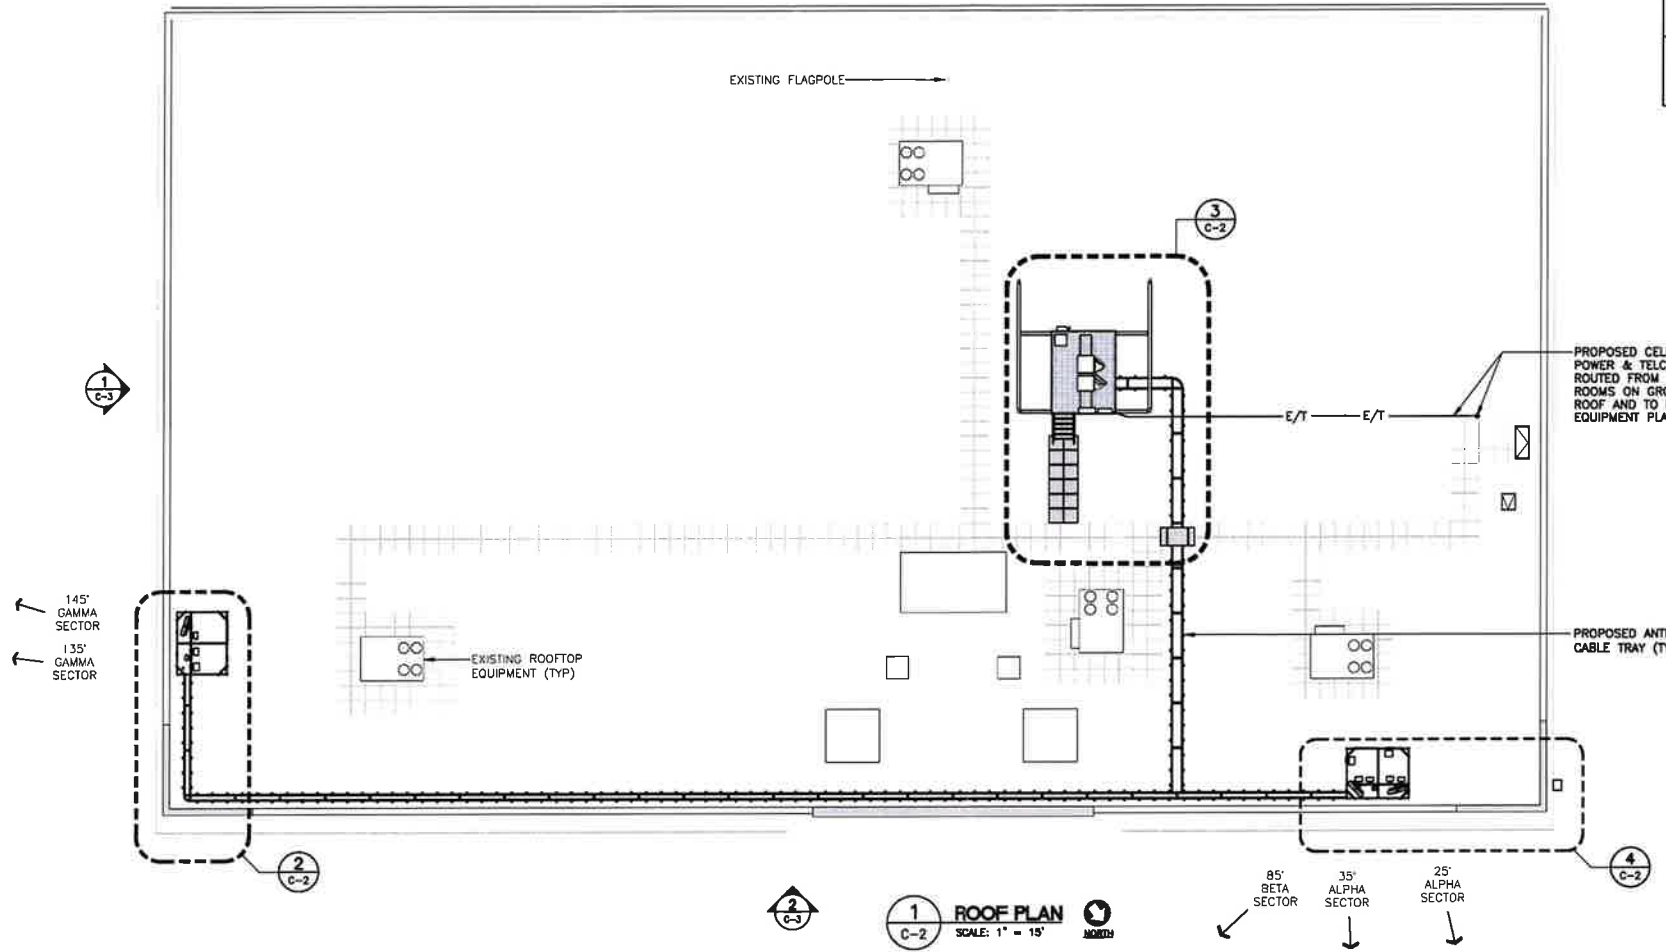 EXISTING FLAGPOLE
3
C-2
1
C-3
PROPOSED CEL
POWER & TELC
ROUTED FROM
ROOMS ON GRO
ROOF AND TO
EQUIPMENT PLA
E/T
E/T
145°
GAMMA
SECTOR
135°
GAMMA
SECTOR
EXISTING ROOFTOP
EQUIPMENT (TYP)
PROPOSED ANT
CABLE TRAY (T
2
C-2
4
C-2
85°
BETA
SECTOR
35°
ALPHA
SECTOR
25°
ALPHA
SECTOR
2
C-3
1
C-2
ROOF PLAN
SCALE: 1" = 15'
NORTH